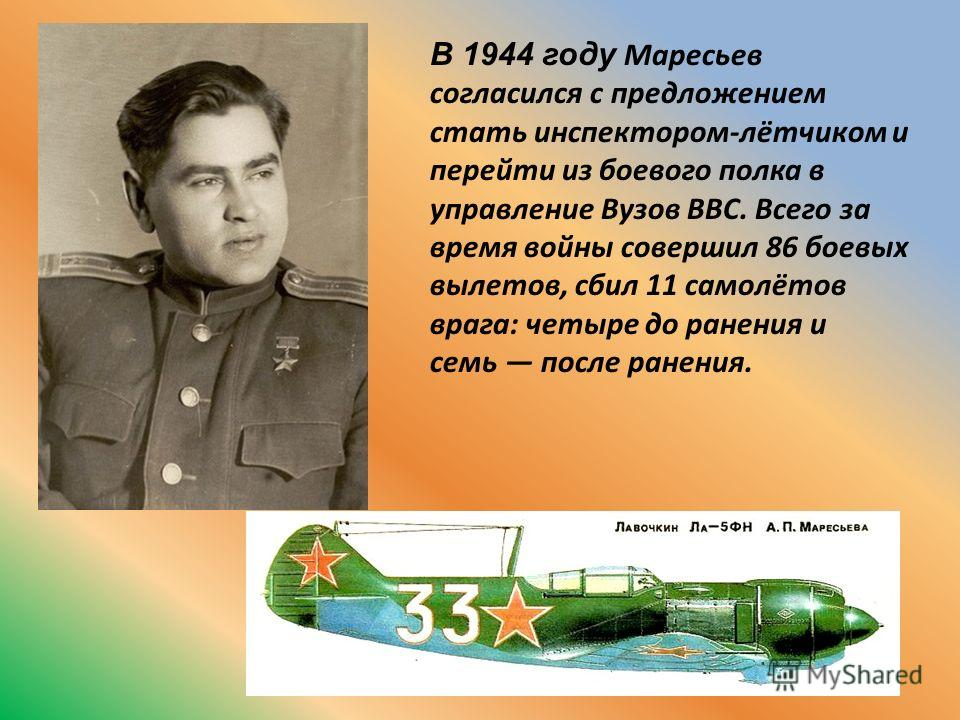 В 1944 году Маресьев
согласился с предложением
стать инспектором-лётчиком и
перейти из боевого полка в
управление Вузов ВВС. Всего за
время войны совершил 86 боевых
вылетов, сбил 11 самолётов
врага: четыре до ранения и
семь — после ранения.
Лавочкин Ла-5ФН А.П. Маресьева
33
MyShared